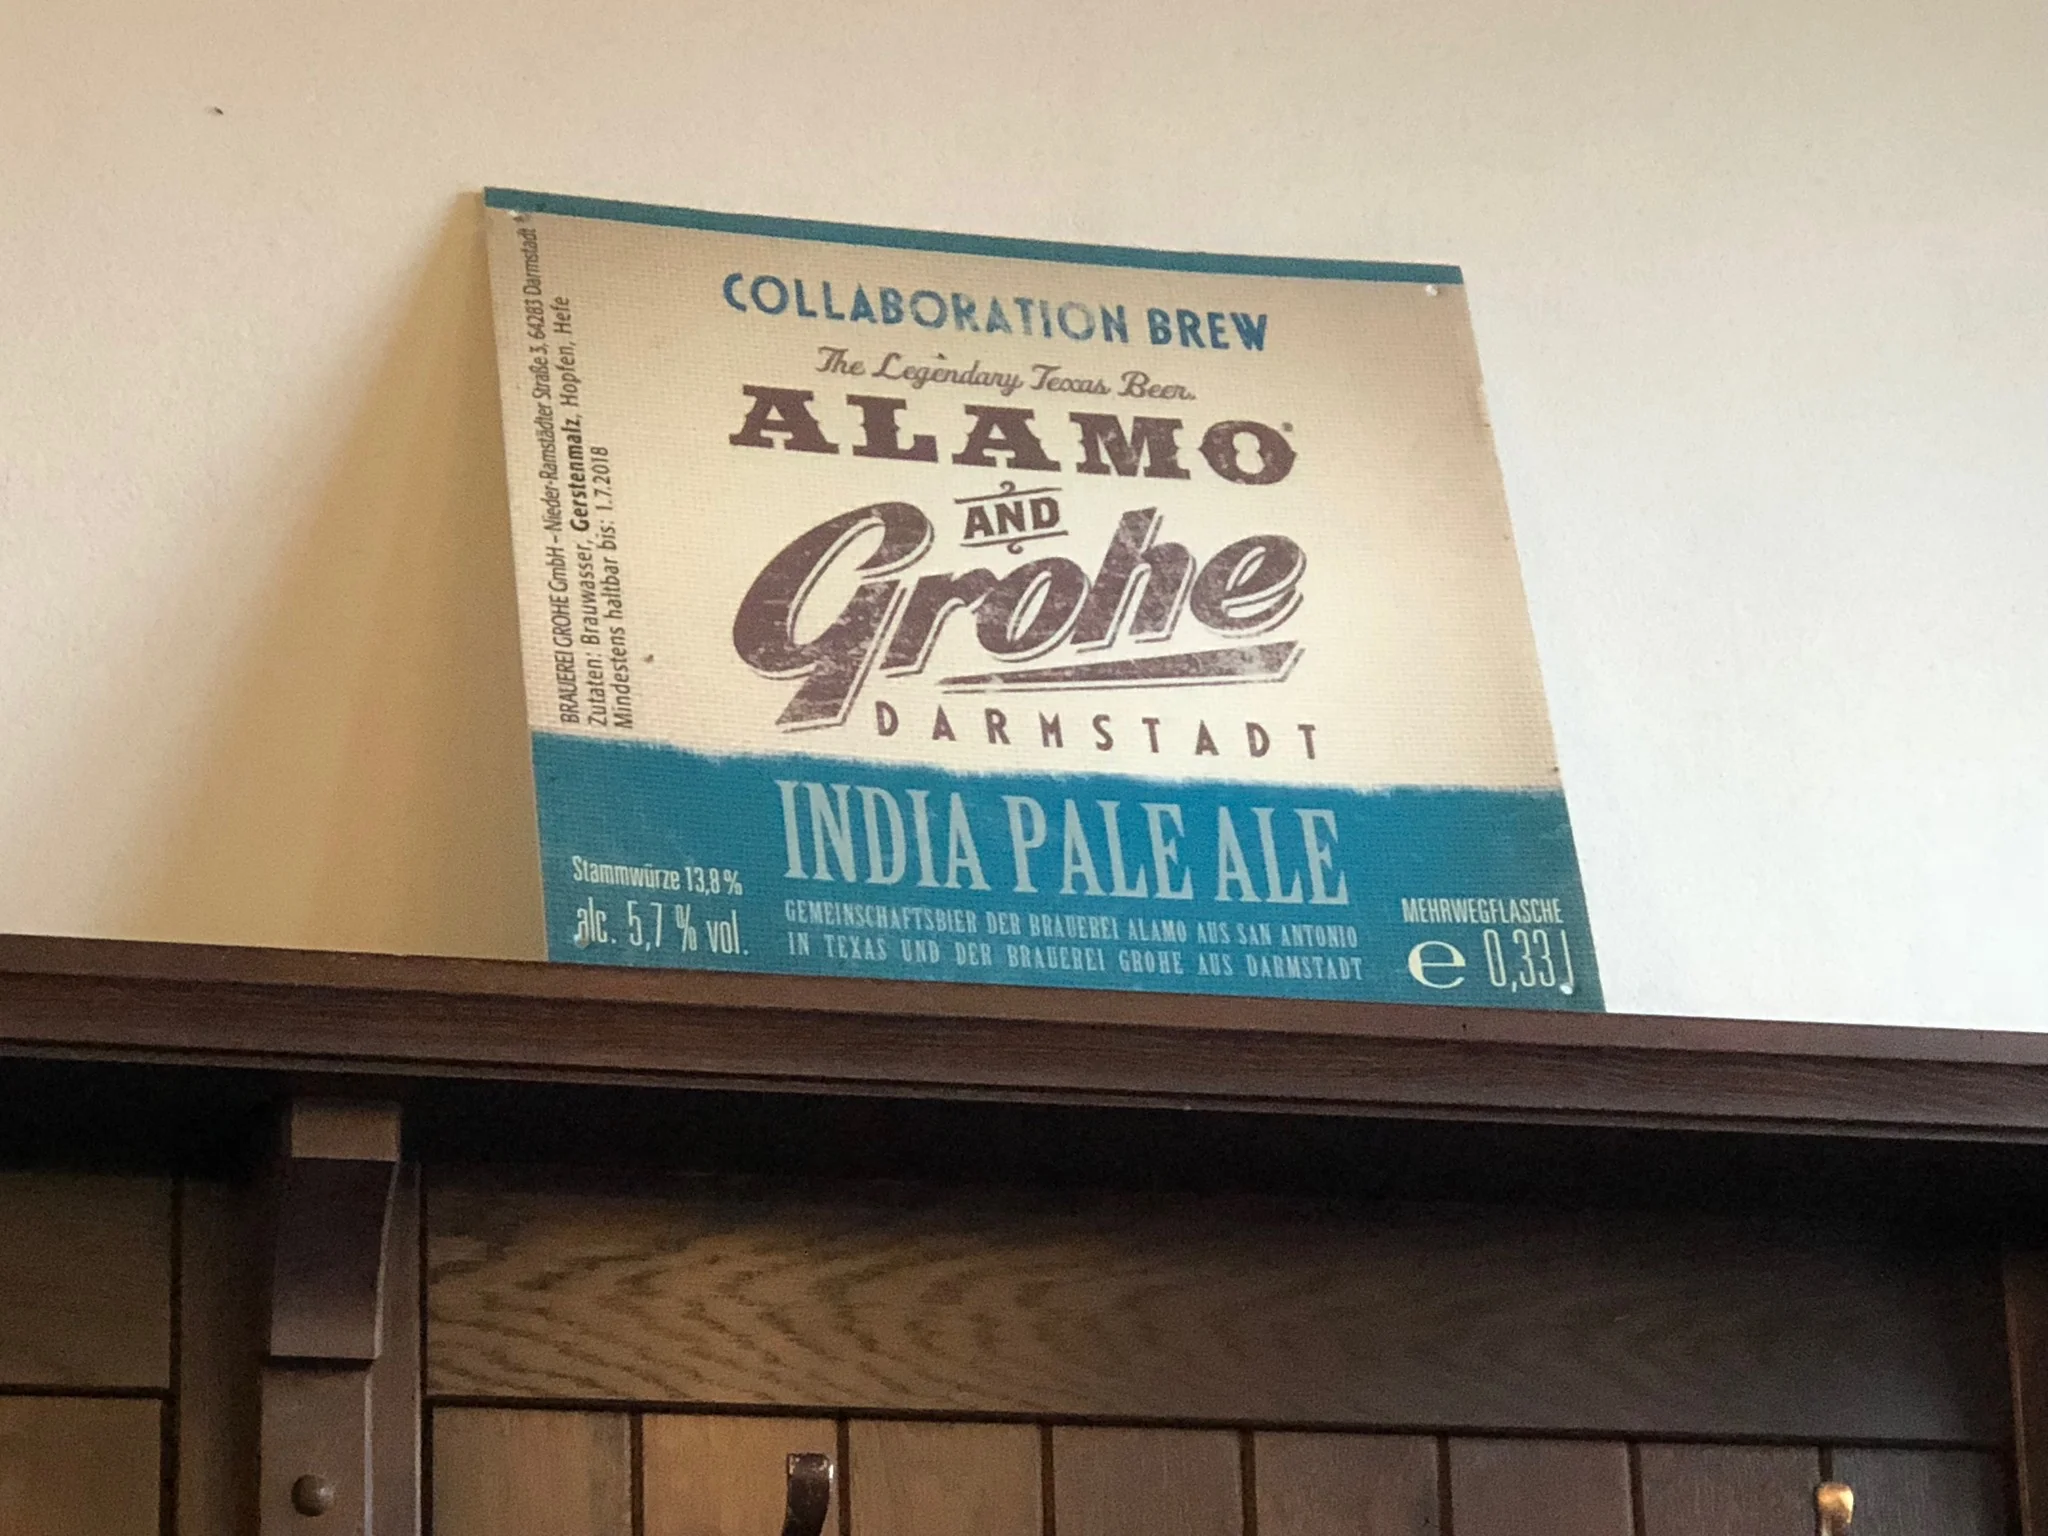 BRAUEREI GROHE GmbH – Nieder-Ramstädter Straße 3, 64283 Darmstadt
Zutaten: Brauwasser, Gerstenmalz, Hopfen, Hefe
Mindestens haltbar bis: 1.7.2018
COLLABORATION BREW
The Legendary Texas Beer.
ALAMO®
AND
Grohe
DARMSTADT
INDIA PALE ALE
Stammwürze 13,8 %
alc. 5,7 % vol.
GEMEINSCHAFTSBIER DER BRAUEREI ALAMO AUS SAN ANTONIO
IN TEXAS UND DER BRAUEREI GROHE AUS DARMSTADT
MEHRWEGFLASCHE
e 0,33 l